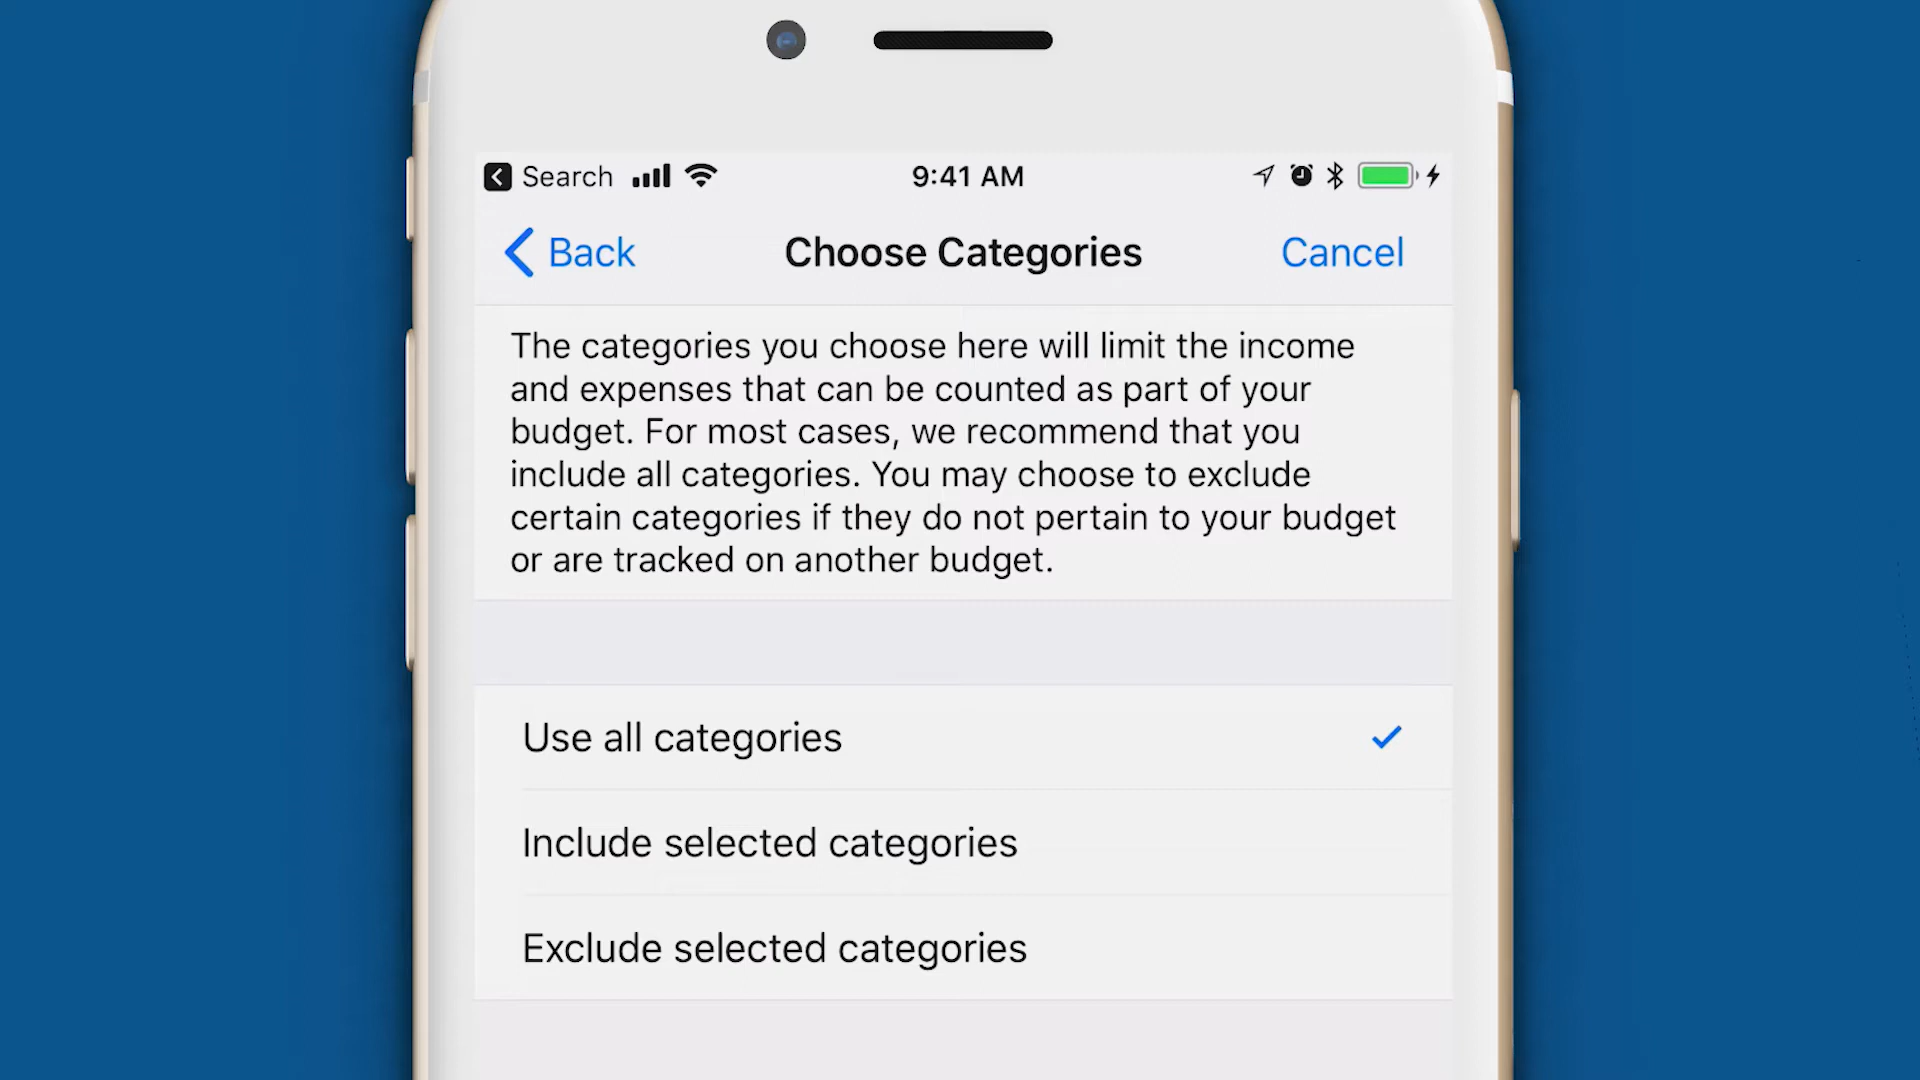 Search
9:41 AM
Back
Choose Categories
Cancel
The categories you choose here will limit the income
and expenses that can be counted as part of your
budget. For most cases, we recommend that you
include all categories. You may choose to exclude
certain categories if they do not pertain to your budget
or are tracked on another budget.
Use all categories
Include selected categories
Exclude selected categories